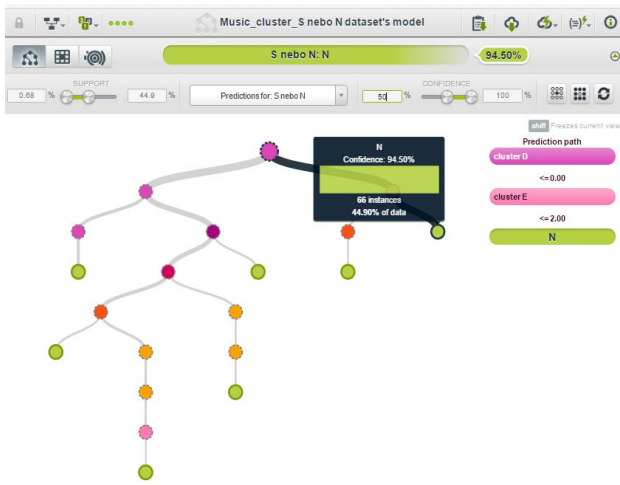 Music_cluster_S nebo N dataset's model
S nebo N: N
94.50%
SUPPORT
CONFIDENCE
0.68 %
44.9 %
Predictions for: S nebo N
50 %
100 %
shift Freezes current view
Prediction path
cluster D
<=0.00
cluster E
<=2.00
N
N
Confidence: 94.50%
66 instances
44.90% of data